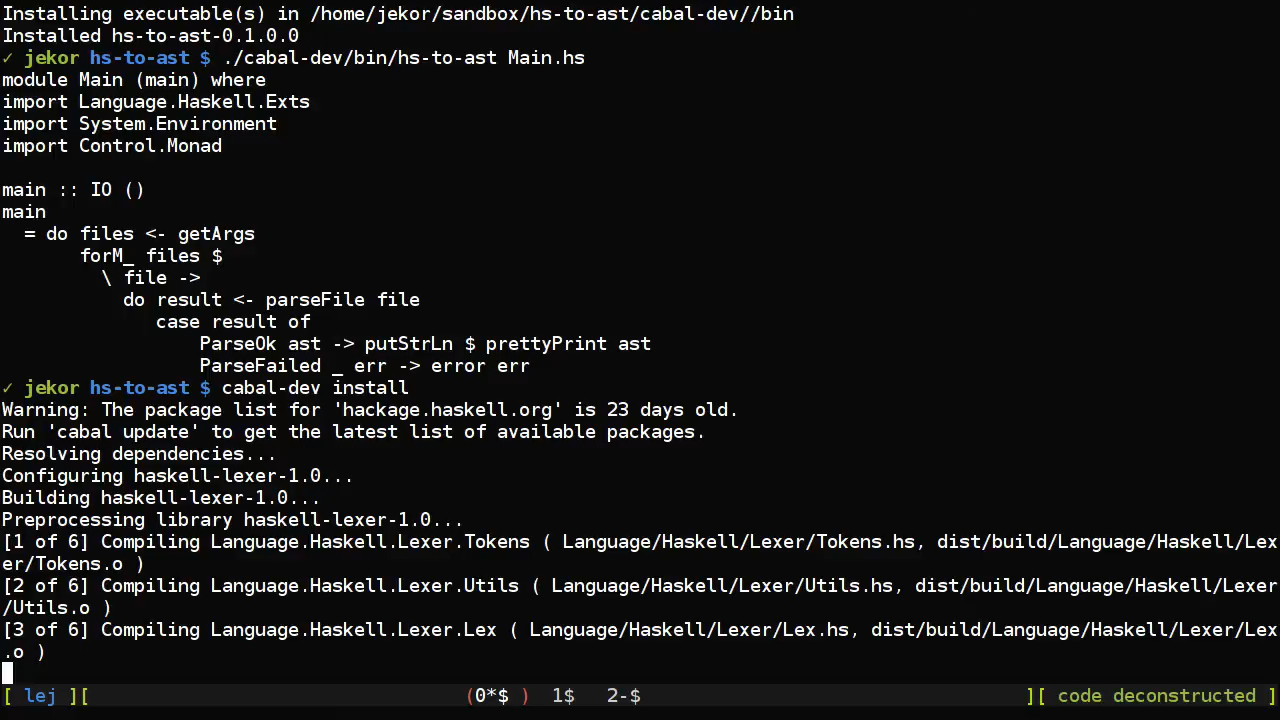 Installing executable(s) in /home/jekor/sandbox/hs-to-ast/cabal-dev//bin
Installed hs-to-ast-0.1.0.0
✓ jekor hs-to-ast $ ./cabal-dev/bin/hs-to-ast Main.hs
module Main (main) where
import Language.Haskell.Exts
import System.Environment
import Control.Monad

main :: IO ()
main
  = do files <- getArgs
       forM_ files $
         \ file ->
           do result <- parseFile file
              case result of
                  ParseOk ast -> putStrLn $ prettyPrint ast
                  ParseFailed _ err -> error err
✓ jekor hs-to-ast $ cabal-dev install
Warning: The package list for 'hackage.haskell.org' is 23 days old.
Run 'cabal update' to get the latest list of available packages.
Resolving dependencies...
Configuring haskell-lexer-1.0...
Building haskell-lexer-1.0...
Preprocessing library haskell-lexer-1.0...
[1 of 6] Compiling Language.Haskell.Lexer.Tokens ( Language/Haskell/Lexer/Tokens.hs, dist/build/Language/Haskell/Lex
er/Tokens.o )
[2 of 6] Compiling Language.Haskell.Lexer.Utils ( Language/Haskell/Lexer/Utils.hs, dist/build/Language/Haskell/Lexer
/Utils.o )
[3 of 6] Compiling Language.Haskell.Lexer.Lex ( Language/Haskell/Lexer/Lex.hs, dist/build/Language/Haskell/Lexer/Lex
.o )
[ lej ][ (0*$ ) 1$ 2-$ ][ code deconstructed ]